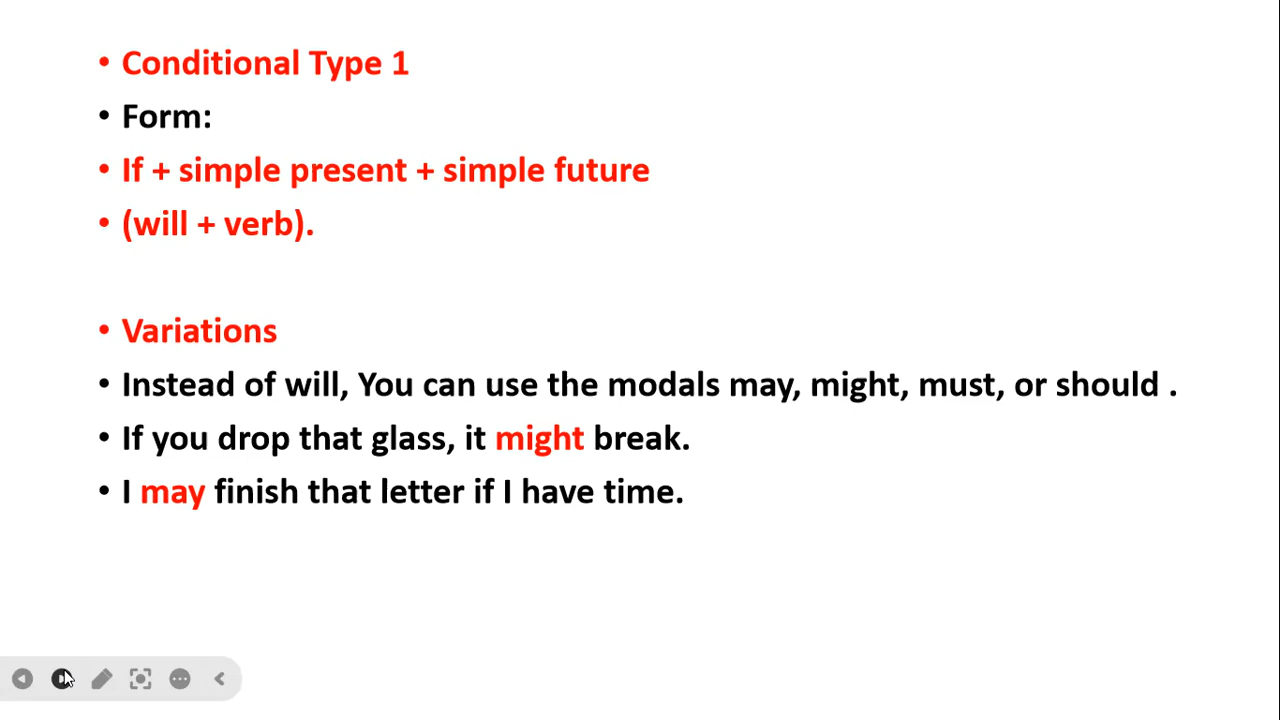 • Conditional Type 1
• Form:
• If + simple present + simple future
• (will + verb).
• Variations
• Instead of will, You can use the modals may, might, must, or should .
• If you drop that glass, it might break.
• I may finish that letter if I have time.